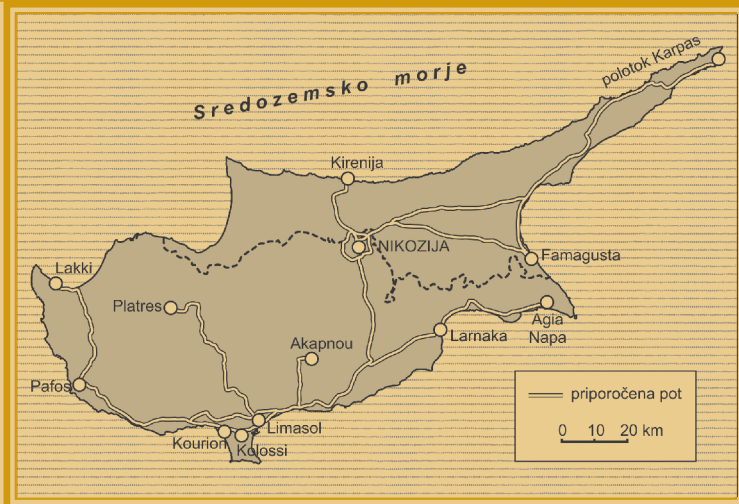 polotok Karpas
Sredozemsko morje
Kirenija
NIKOZIJA
Famagusta
Lakki
Platres
Agia
Napa
Larnaka
Akapnou
Pafos
Limasol
Kourion
Kolossi
priporočena pot
0 10 20 km